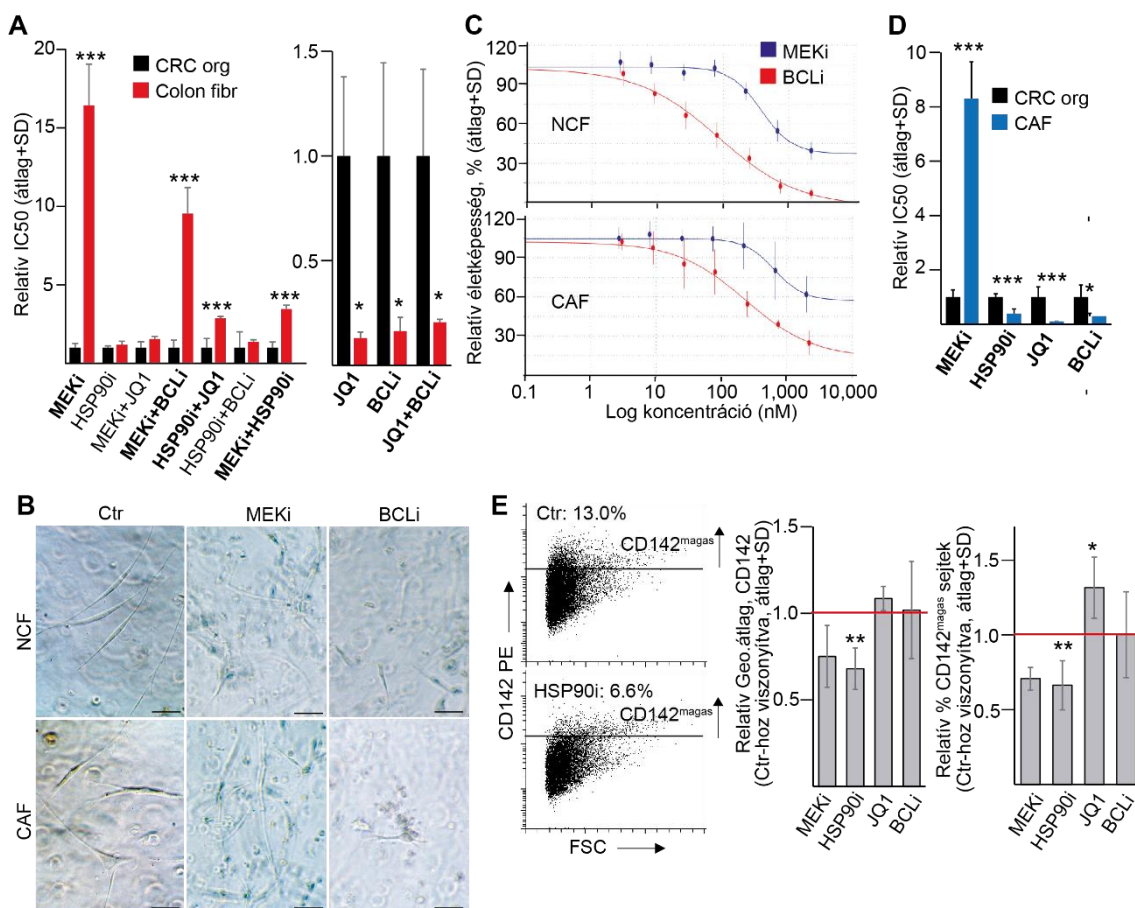 A
Relatív IC50 (átlag+SD)
20
15
10
5
0
CRC org
Colon fibr
***
***
***
***
MEKi
HSP90i
MEKi+JQ1
MEKi+BCLi
HSP90i+JQ1
HSP90i+BCLi
MEKi+HSP90i
1.5
1.0
0.5
*
*
*
JQ1
BCLi
JQ1+BCLi
C
Relatív életképesség, % (átlag+SD)
120
90
60
30
NCF
MEKi
BCLi
120
90
60
30
CAF
0.1
1
10
100
1,000
10,000
Log koncentráció (nM)
D
Relatív IC50 (átlag+SD)
10
8
6
4
2
0
***
CRC org
CAF
***
***
*
MEKi
HSP90i
JQ1
BCLi
B
Ctr
MEKi
BCLi
NCF
CAF
E
Ctr: 13.0%
CD142magas
HSP90i: 6.6%
CD142magas
CD142 PE
FSC
Relatív Geo.átlag, CD142
(Ctr-hoz viszonyítva, átlag+SD)
1.5
1.0
0.5
**
MEKi
HSP90i
JQ1
BCLi
Relatív % CD142magas sejtek
(Ctr-hoz viszonyítva, átlag+SD)
1.5
1.0
0.5
**
*
MEKi
HSP90i
JQ1
BCLi